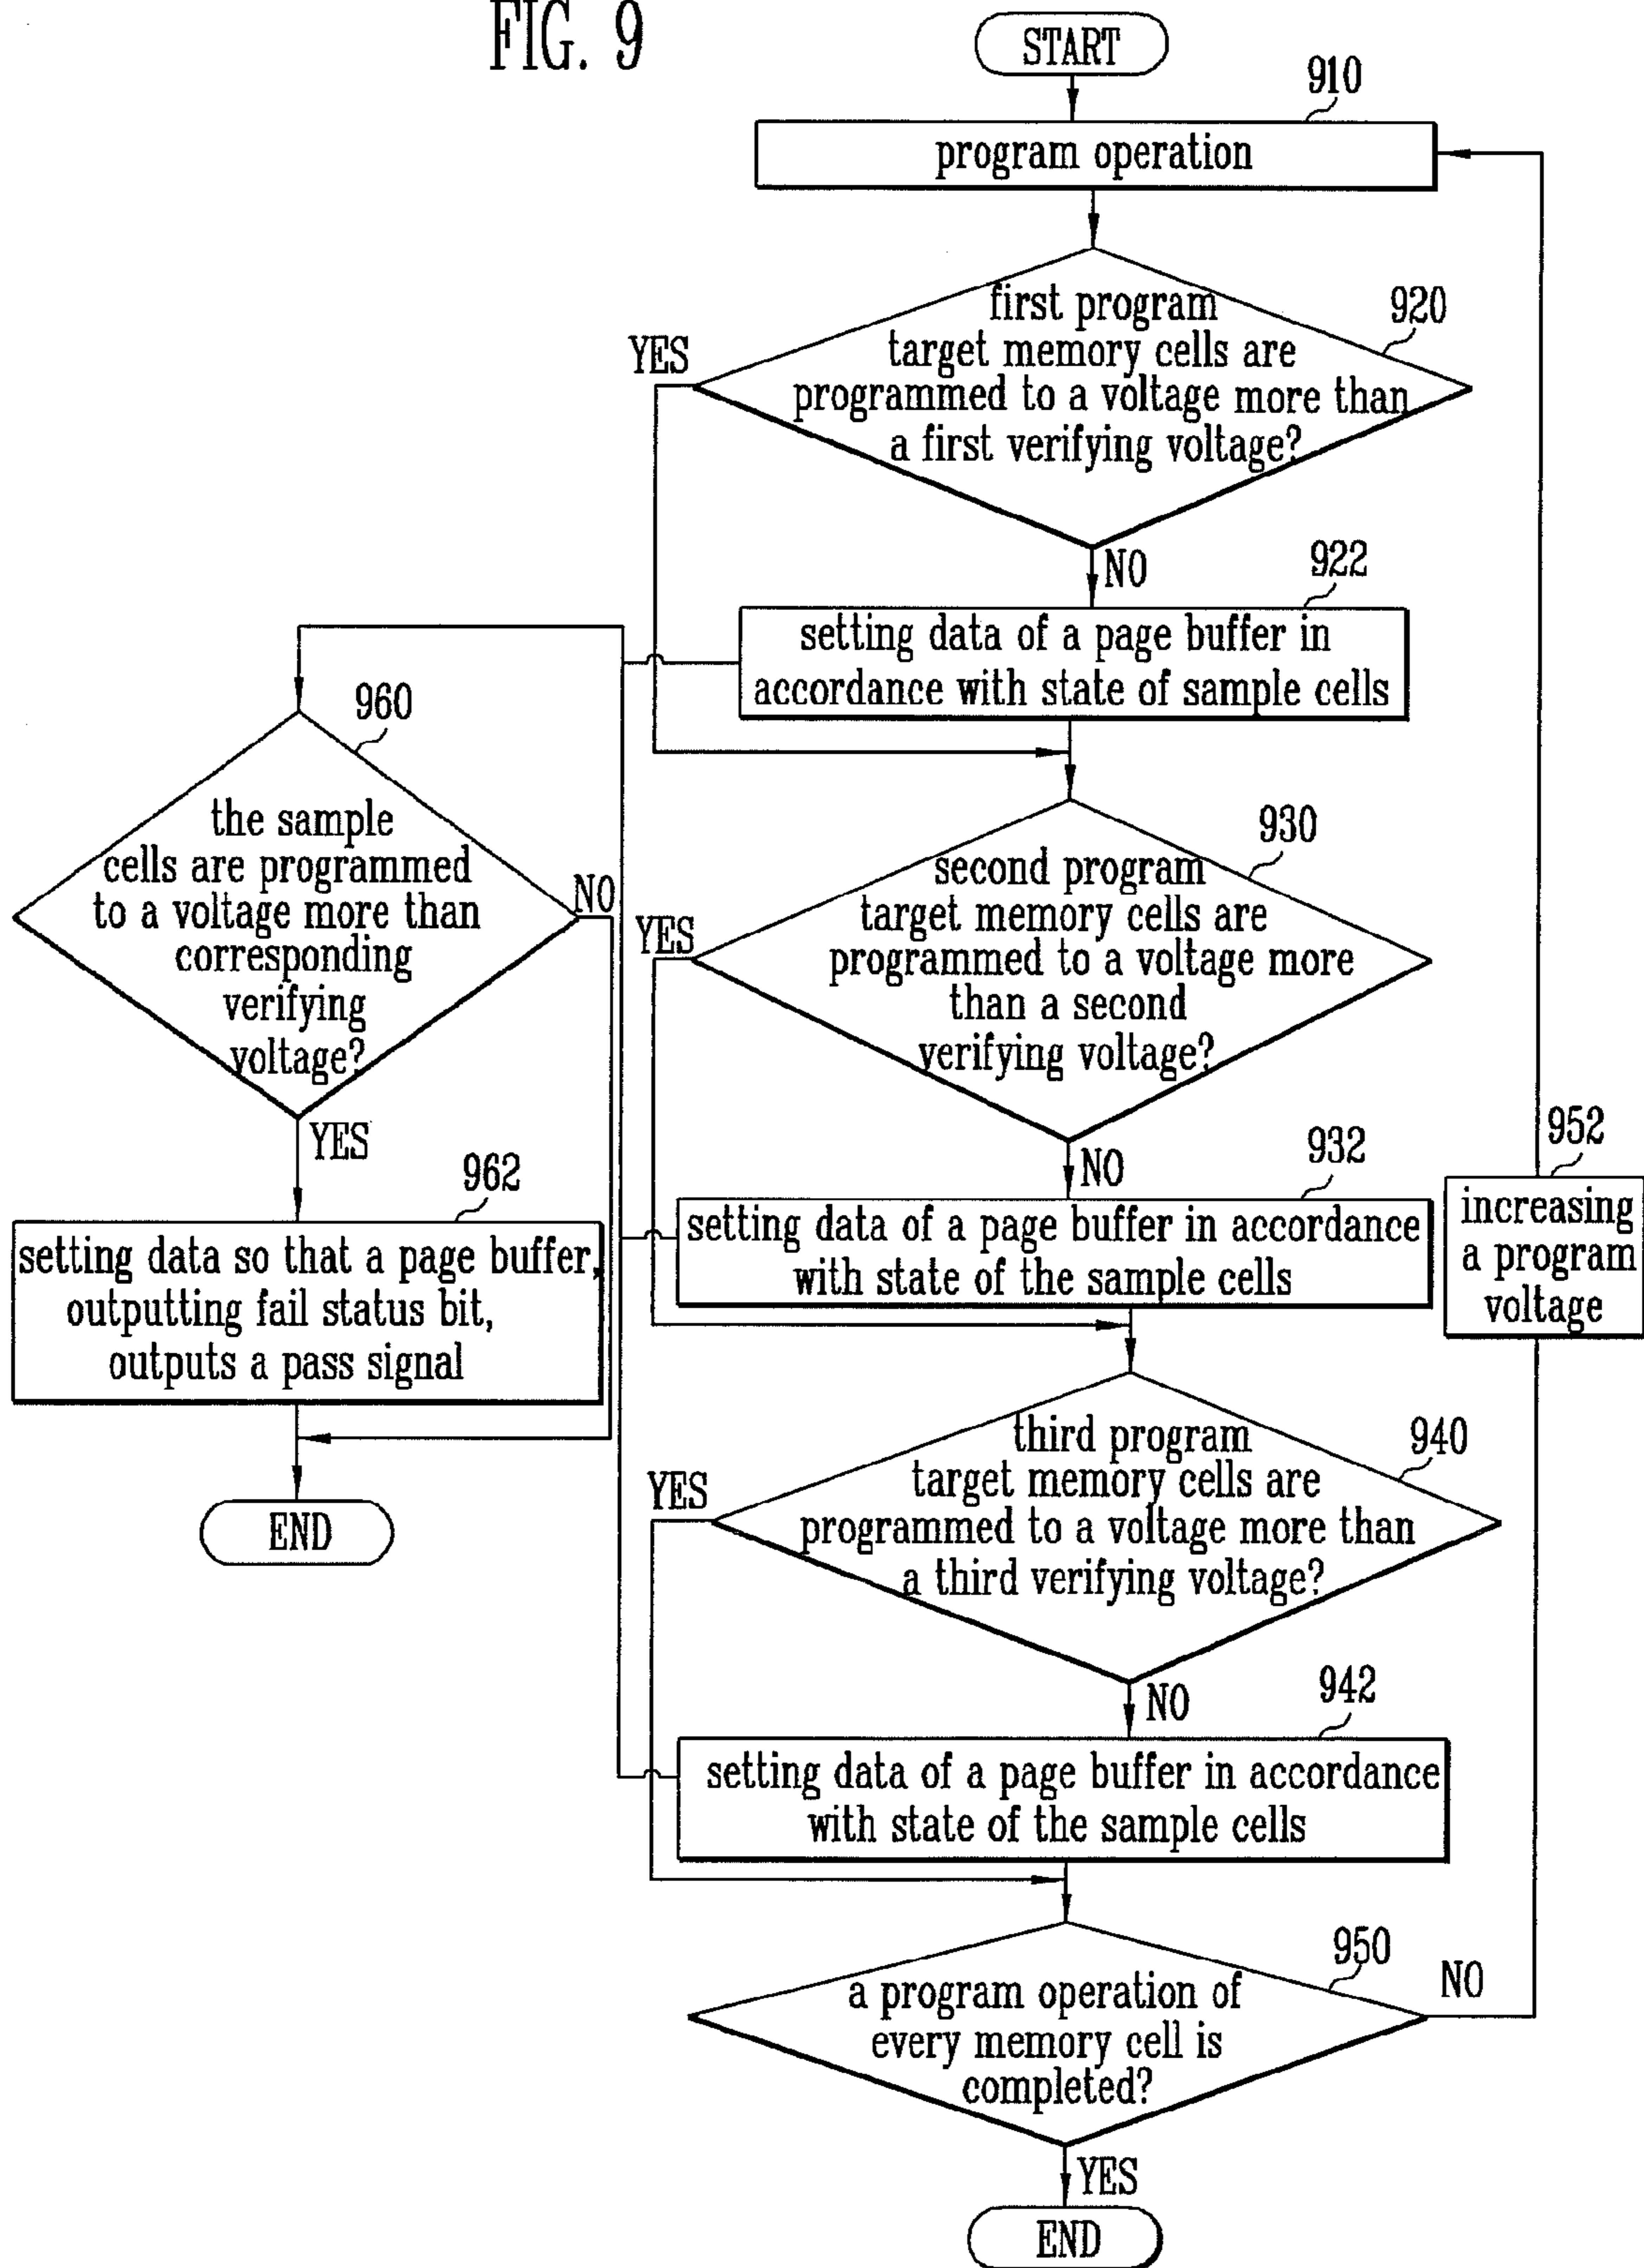 FIG. 9
START
910
program operation
920
first program
target memory cells are
programmed to a voltage more than
a first verifying voltage?
YES
NO
922
setting data of a page buffer in
accordance with state of sample cells
960
the sample
cells are programmed
to a voltage more than
corresponding
verifying
voltage?
NO
YES
930
second program
target memory cells are
programmed to a voltage more
than a second
verifying voltage?
YES
NO
932
setting data of a page buffer in accordance
with state of the sample cells
952
increasing
a program
voltage
962
setting data so that a page buffer,
outputting fail status bit,
outputs a pass signal
END
940
third program
target memory cells are
programmed to a voltage more than
a third verifying voltage?
YES
NO
942
setting data of a page buffer in accordance
with state of the sample cells
950
a program operation of
every memory cell is
completed?
NO
YES
END